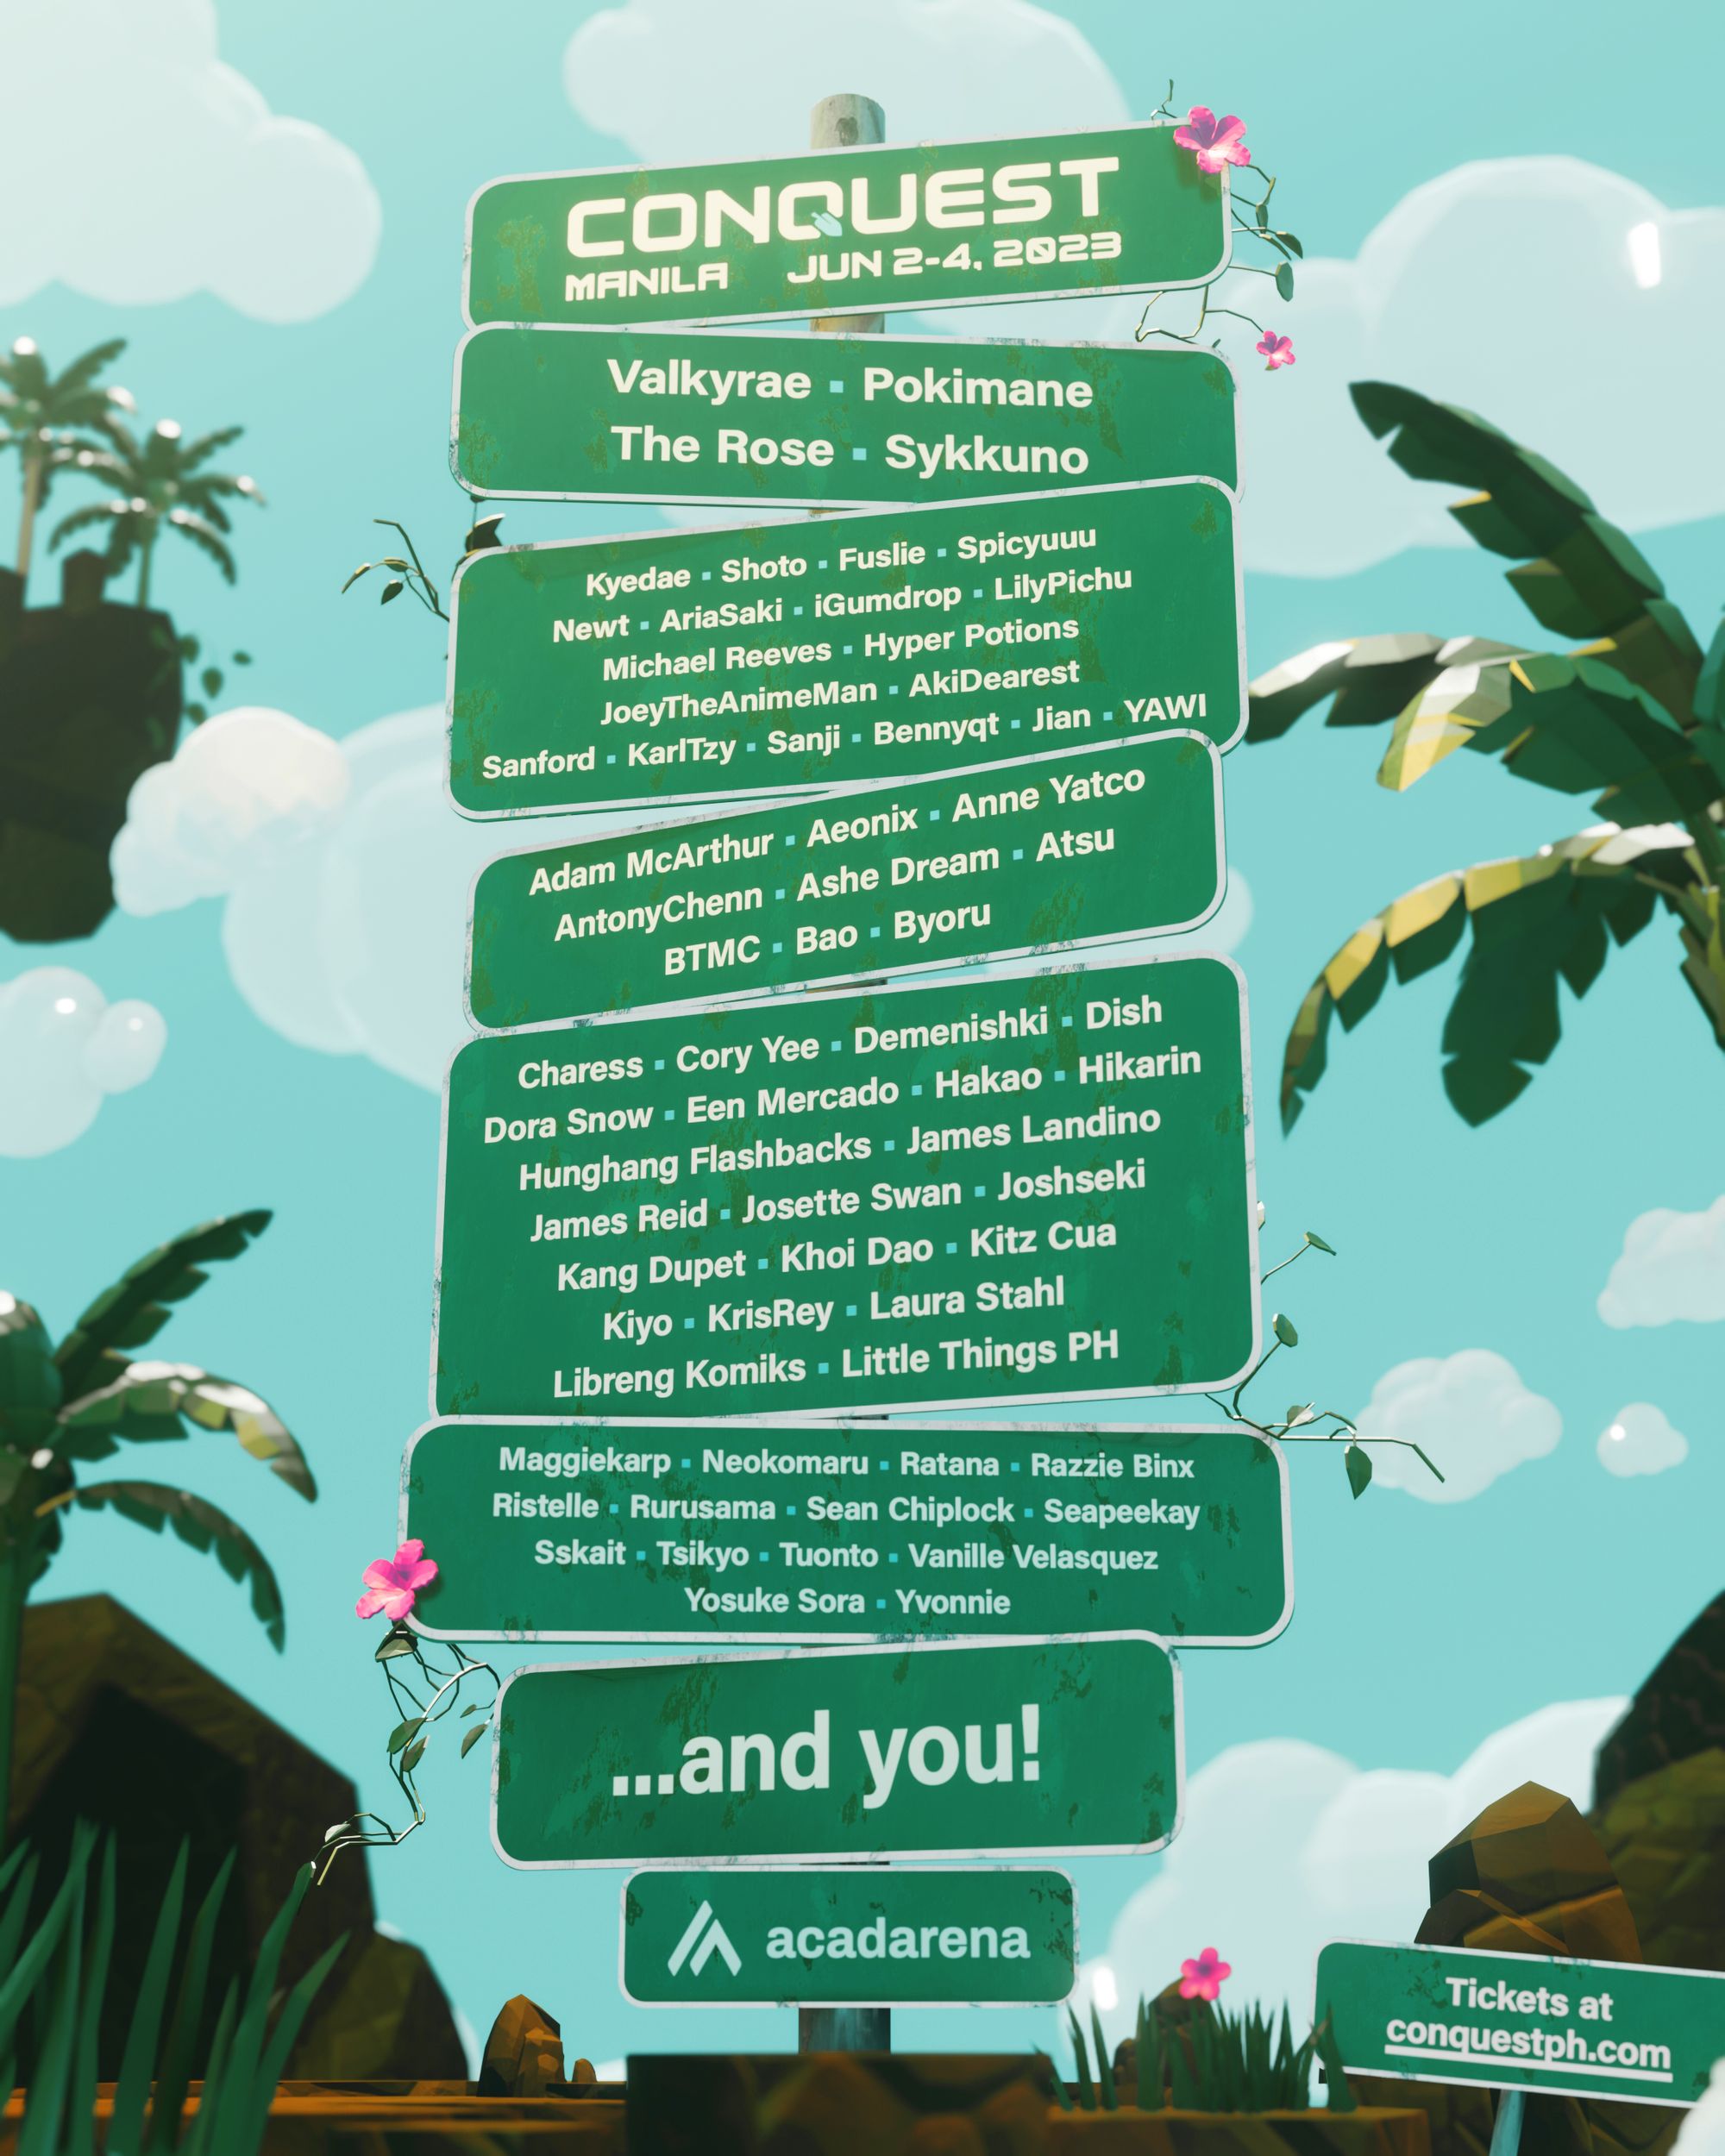 CONQUEST
MANILA JUN 2-4, 2023
Valkyrae ▪ Pokimane
The Rose ▪ Sykkuno
Kyedae ▪ Shoto ▪ Fuslie ▪ Spicyuuu
Newt ▪ AriaSaki ▪ iGumdrop ▪ LilyPichu
Michael Reeves ▪ Hyper Potions
JoeyTheAnimeMan ▪ AkiDearest
Sanford ▪ KarlTzy ▪ Sanji ▪ Bennyqt ▪ Jian ▪ YAWI
Adam McArthur ▪ Aeonix ▪ Anne Yatco
AntonyChenn ▪ Ashe Dream ▪ Atsu
BTMC ▪ Bao ▪ Byoru
Charess ▪ Cory Yee ▪ Demenishki ▪ Dish
Dora Snow ▪ Een Mercado ▪ Hakao ▪ Hikarin
Hunghang Flashbacks ▪ James Landino
James Reid ▪ Josette Swan ▪ Joshseki
Kang Dupet ▪ Khoi Dao ▪ Kitz Cua
Kiyo ▪ KrisRey ▪ Laura Stahl
Libreng Komiks ▪ Little Things PH
Maggiekarp ▪ Neokomaru ▪ Ratana ▪ Razzie Binx
Ristelle ▪ Rurusama ▪ Sean Chiplock ▪ Seapeekay
Sskait ▪ Tsikyo ▪ Tuonto ▪ Vanille Velasquez
Yosuke Sora ▪ Yvonnie
...and you!
acadarena
Tickets at
conquestph.com